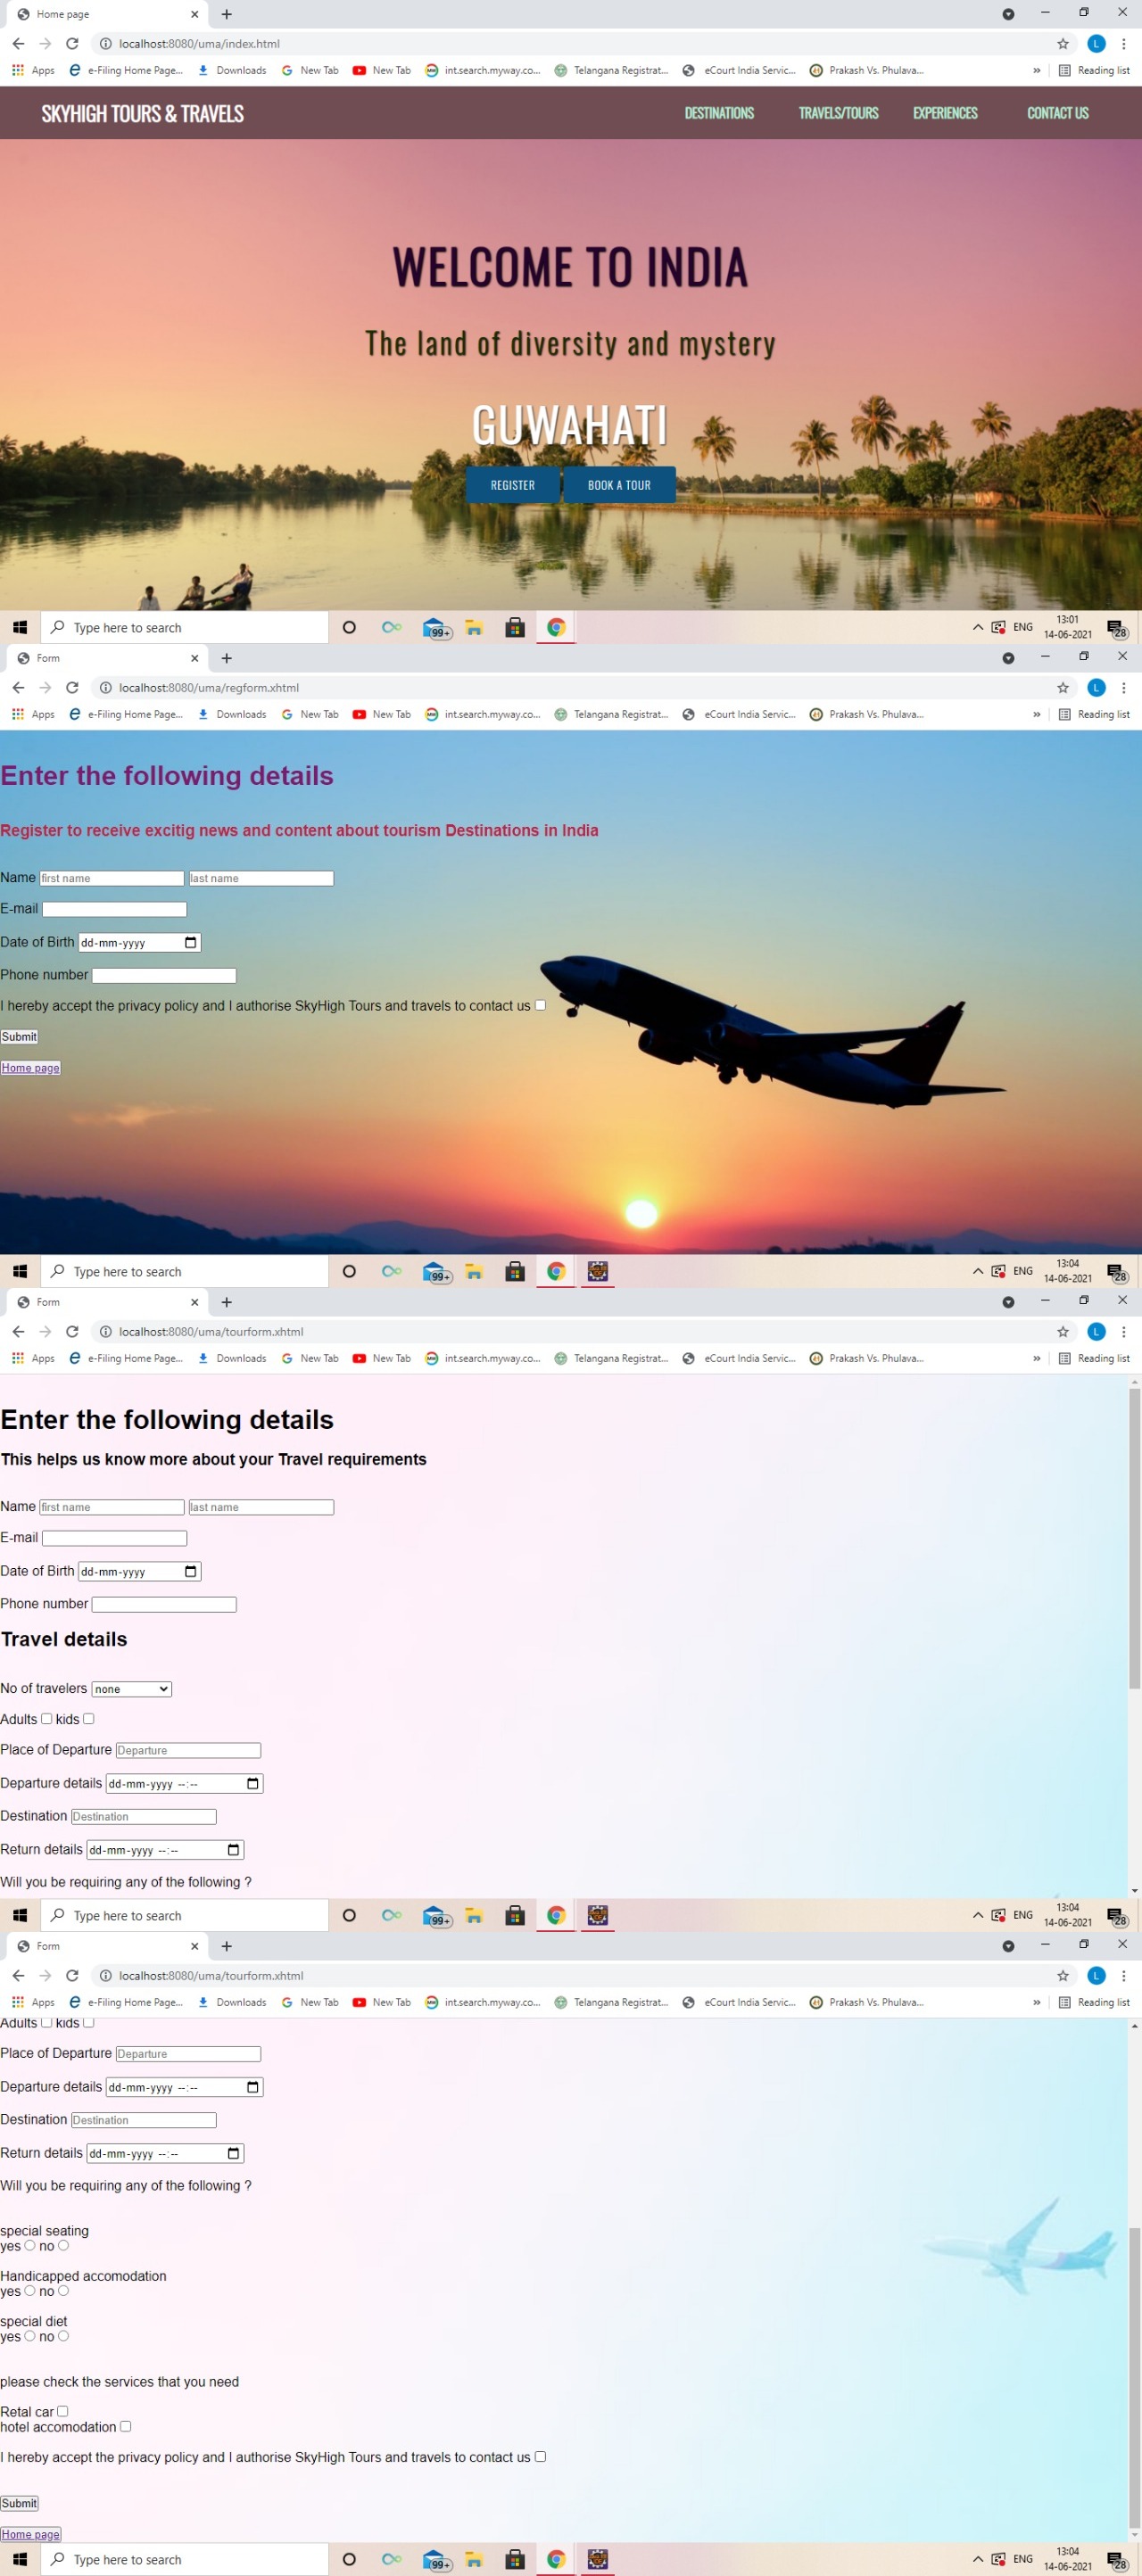 Home page
localhost:8080/uma/index.html
Apps e-Filing Home Page... Downloads New Tab New Tab int.search.myway.co... Telangana Registrat... eCourt India Servic... Prakash Vs. Phulava... » Reading list
SKYHIGH TOURS & TRAVELS DESTINATIONS TRAVELS/TOURS EXPERIENCES CONTACT US
WELCOME TO INDIA
The land of diversity and mystery
GUWAHATI
REGISTER BOOK A TOUR
Type here to search 99+ ENG 13:01 14-06-2021 28
Form
localhost:8080/uma/regform.xhtml
Apps e-Filing Home Page... Downloads New Tab New Tab int.search.myway.co... Telangana Registrat... eCourt India Servic... Prakash Vs. Phulava... » Reading list
Enter the following details
Register to receive excitig news and content about tourism Destinations in India
Name first name last name
E-mail
Date of Birth dd-mm-yyyy
Phone number
I hereby accept the privacy policy and I authorise SkyHigh Tours and travels to contact us
Submit
Home page
Type here to search 99+ ENG 13:04 14-06-2021 28
Form
localhost:8080/uma/tourform.xhtml
Apps e-Filing Home Page... Downloads New Tab New Tab int.search.myway.co... Telangana Registrat... eCourt India Servic... Prakash Vs. Phulava... » Reading list
Enter the following details
This helps us know more about your Travel requirements
Name first name last name
E-mail
Date of Birth dd-mm-yyyy
Phone number
Travel details
No of travelers none
Adults kids
Place of Departure Departure
Departure details dd-mm-yyyy --:--
Destination Destination
Return details dd-mm-yyyy --:--
Will you be requiring any of the following ?
Type here to search 99+ ENG 13:04 14-06-2021 28
Form
localhost:8080/uma/tourform.xhtml
Apps e-Filing Home Page... Downloads New Tab New Tab int.search.myway.co... Telangana Registrat... eCourt India Servic... Prakash Vs. Phulava... » Reading list
Adults kids
Place of Departure Departure
Departure details dd-mm-yyyy --:--
Destination Destination
Return details dd-mm-yyyy --:--
Will you be requiring any of the following ?
special seating
yes no
Handicapped accomodation
yes no
special diet
yes no
please check the services that you need
Retal car
hotel accomodation
I hereby accept the privacy policy and I authorise SkyHigh Tours and travels to contact us
Submit
Home page
Type here to search 99+ ENG 13:04 14-06-2021 28